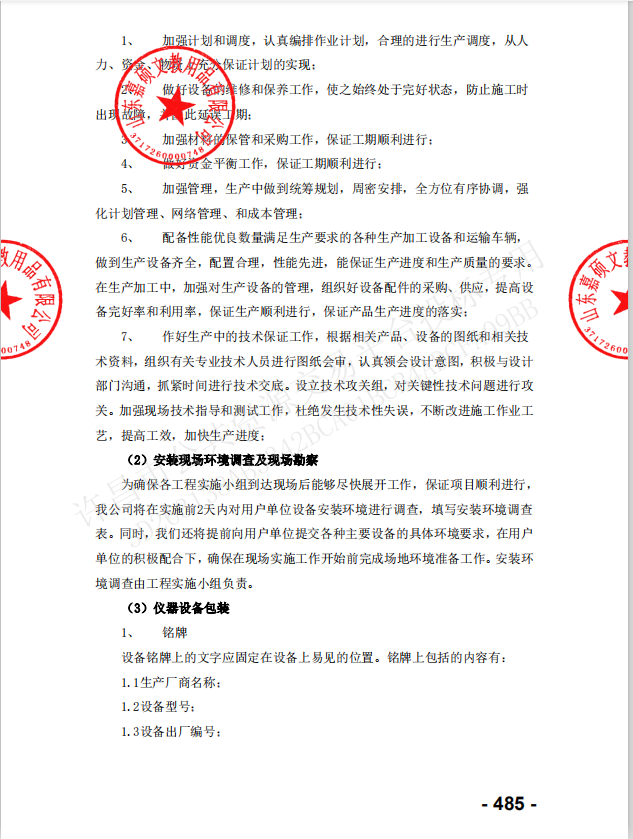 1、 加强计划和调度，认真编排作业计划，合理的进行生产调度，从人
力、资金、物资上充分保证计划的实现；
2、 做好设备的维修和保养工作，使之始终处于完好状态，防止施工时
出现故障，并因此延误工期；
3、 加强材料的保管和采购工作，保证工期顺利进行；
4、 做好资金平衡工作，保证工期顺利进行；
5、 加强管理，生产中做到统筹规划，周密安排，全方位有序协调，强
化计划管理、网络管理、和成本管理；
6、 配备性能优良数量满足生产要求的各种生产加工设备和运输车辆，
做到生产设备齐全，配置合理，性能先进，能保证生产进度和生产质量的要求。
在生产加工中，加强对生产设备的管理，组织好设备配件的采购、供应，提高设
备完好率和利用率，保证生产顺利进行，保证产品生产进度的落实；
7、 作好生产中的技术保证工作，根据相关产品、设备的图纸和相关技
术资料，组织有关专业技术人员进行图纸会审，认真领会设计意图，积极与设计
部门沟通，抓紧时间进行技术交底。设立技术攻关组，对关键性技术问题进行攻
关。加强现场技术指导和测试工作，杜绝发生技术性失误，不断改进施工作业工
艺，提高工效，加快生产进度；
（2）安装现场环境调查及现场勘察
为确保各工程实施小组到达现场后能够尽快展开工作，保证项目顺利进行，
我公司将在实施前2天内对用户单位设备安装环境进行调查，填写安装环境调查
表。同时，我们还将提前向用户单位提交各种主要设备的具体环境要求，在用户
单位的积极配合下，确保在现场实施工作开始前完成场地环境准备工作。安装环
境调查由工程实施小组负责。
（3）仪器设备包装
1、 铭牌
设备铭牌上的文字应固定在设备上易见的位置。铭牌上包括的内容有：
1.1生产厂商名称；
1.2设备型号；
1.3设备出厂编号；
- 485 -
山东嘉硕文教用品有限公司
3717260000748
教用品有限公司
0000748
山东嘉硕文
37172600